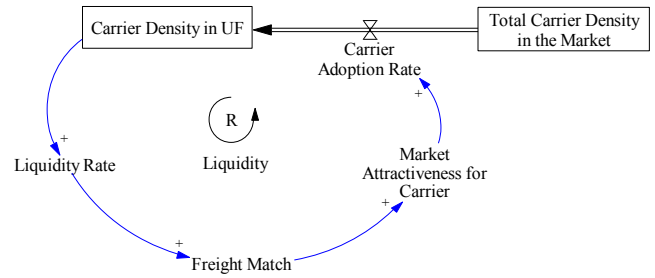 Carrier Density in UF
Total Carrier Density
in the Market
Carrier
Adoption Rate
+
+
R
Liquidity
Liquidity Rate
Market
Attractiveness for
Carrier
+
+
Freight Match